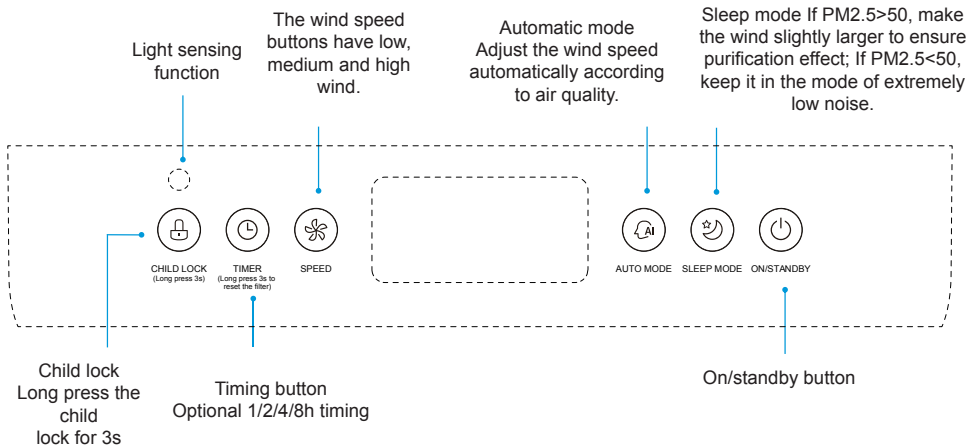 Light sensing
function
The wind speed
buttons have low,
medium and high
wind.
Automatic mode
Adjust the wind speed
automatically according
to air quality.
Sleep mode If PM2.5>50, make
the wind slightly larger to ensure
purification effect; If PM2.5<50,
keep it in the mode of extremely
low noise.
AI
CHILD LOCK
(Long press 3s)
TIMER
(Long press 3s to
reset the filter)
SPEED
AUTO MODE
SLEEP MODE
ON/STANDBY
Child lock
Long press the
child
lock for 3s
Timing button
Optional 1/2/4/8h timing
On/standby button